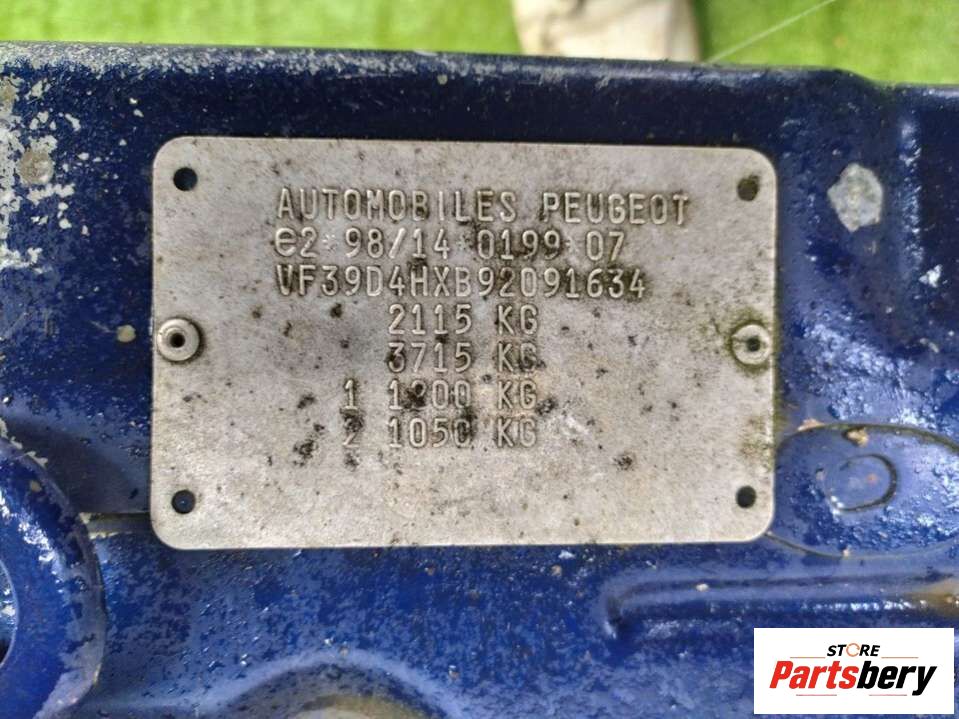 AUTOMOBILES PEUGEOT
e2*98/14*0199*07
VF39D4HXB92091634
2115 KG
3715 KG
1 1200 KG
2 1050 KG
STORE
Partsbery